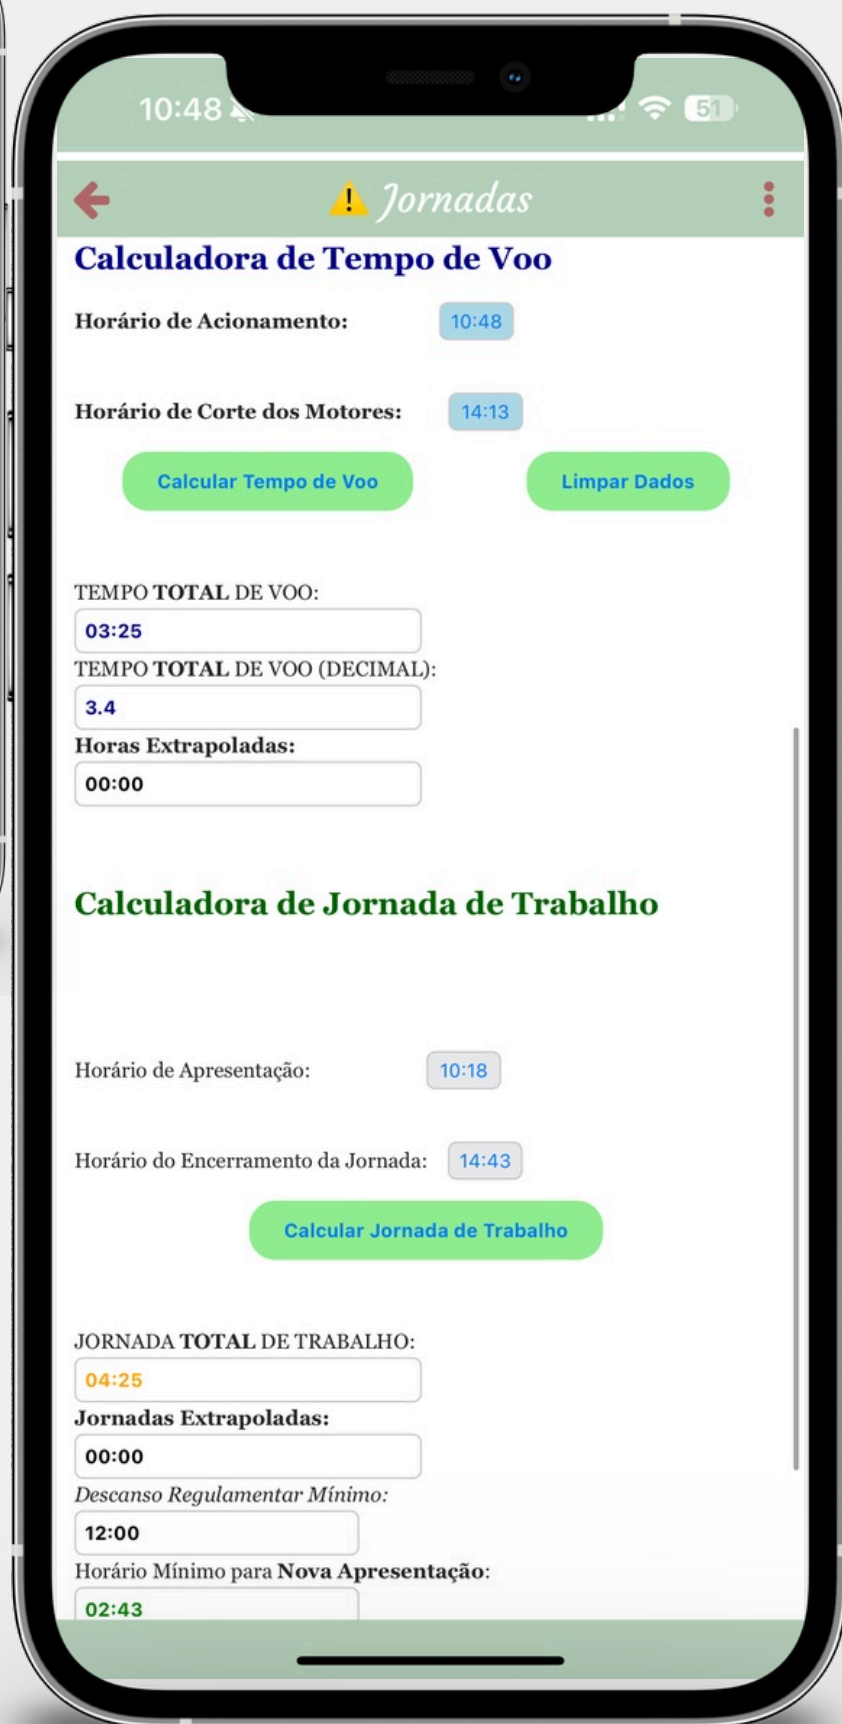 10:48
51
⚠️ Jornadas
Calculadora de Tempo de Voo
Horário de Acionamento: 10:48
Horário de Corte dos Motores: 14:13
Calcular Tempo de Voo Limpar Dados
TEMPO TOTAL DE VOO:
03:25
TEMPO TOTAL DE VOO (DECIMAL):
3.4
Horas Extrapoladas:
00:00
Calculadora de Jornada de Trabalho
Horário de Apresentação: 10:18
Horário do Encerramento da Jornada: 14:43
Calcular Jornada de Trabalho
JORNADA TOTAL DE TRABALHO:
04:25
Jornadas Extrapoladas:
00:00
Descanso Regulamentar Mínimo:
12:00
Horário Mínimo para Nova Apresentação:
02:43